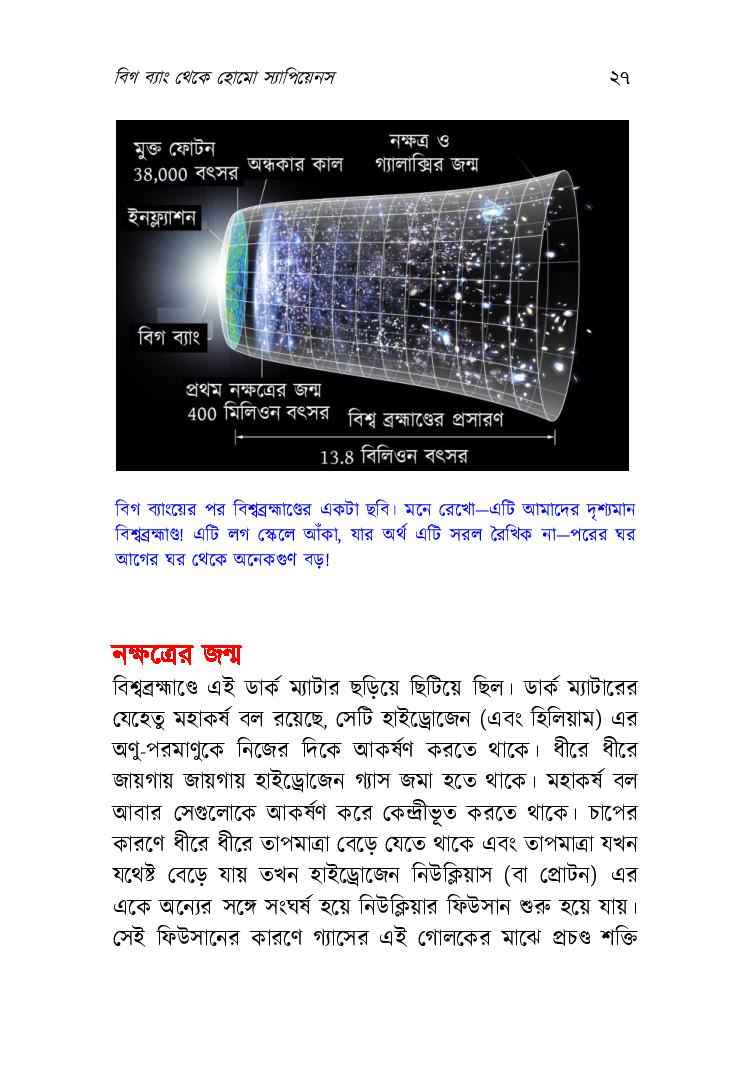 বিগ ব্যাং থেকে হোমো স্যাপিয়েনস ২৭
মুক্ত ফোটন
38,000 বৎসর
অন্ধকার কাল
নক্ষত্র ও
গ্যালাক্সির জন্ম
ইনফ্ল্যাশন
বিগ ব্যাং
প্রথম নক্ষত্রের জন্ম
400 মিলিওন বৎসর
বিশ্ব ব্রহ্মাণ্ডের প্রসারণ
13.8 বিলিওন বৎসর
বিগ ব্যাংয়ের পর বিশ্বব্রহ্মাণ্ডের একটা ছবি। মনে রেখো—এটি আমাদের দৃশ্যমান
বিশ্বব্রহ্মাণ্ড! এটি লগ স্কেলে আঁকা, যার অর্থ এটি সরল রৈখিক না—পরের ঘর
আগের ঘর থেকে অনেকগুণ বড়!
নক্ষত্রের জন্ম
বিশ্বব্রহ্মাণ্ডে এই ডার্ক ম্যাটার ছড়িয়ে ছিটিয়ে ছিল। ডার্ক ম্যাটারের
যেহেতু মহাকর্ষ বল রয়েছে, সেটি হাইড্রোজেন (এবং হিলিয়াম) এর
অণু-পরমাণুকে নিজের দিকে আকর্ষণ করতে থাকে। ধীরে ধীরে
জায়গায় জায়গায় হাইড্রোজেন গ্যাস জমা হতে থাকে। মহাকর্ষ বল
আবার সেগুলোকে আকর্ষণ করে কেন্দ্রীভূত করতে থাকে। চাপের
কারণে ধীরে ধীরে তাপমাত্রা বেড়ে যেতে থাকে এবং তাপমাত্রা যখন
যথেষ্ট বেড়ে যায় তখন হাইড্রোজেন নিউক্লিয়াস (বা প্রোটন) এর
একে অন্যের সঙ্গে সংঘর্ষ হয়ে নিউক্লিয়ার ফিউসান শুরু হয়ে যায়।
সেই ফিউসানের কারণে গ্যাসের এই গোলকের মাঝে প্রচণ্ড শক্তি